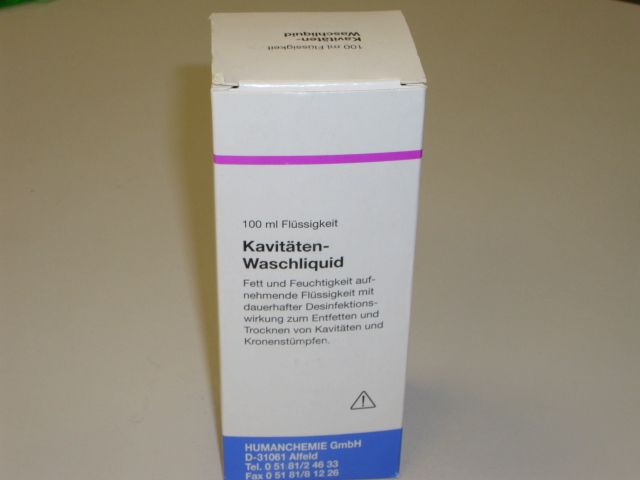 100 ml Flüssigkeit
Kavitäten-
Waschliquid
100 ml Flüssigkeit
Kavitäten-
Waschliquid
Fett und Feuchtigkeit auf-
nehmende Flüssigkeit mit
dauerhafter Desinfektions-
wirkung zum Entfetten und
Trocknen von Kavitäten und
Kronenstümpfen.
HUMANCHEMIE GmbH
D-31061 Alfeld
Tel. 0 51 81/2 46 33
Fax 0 51 81/8 12 26